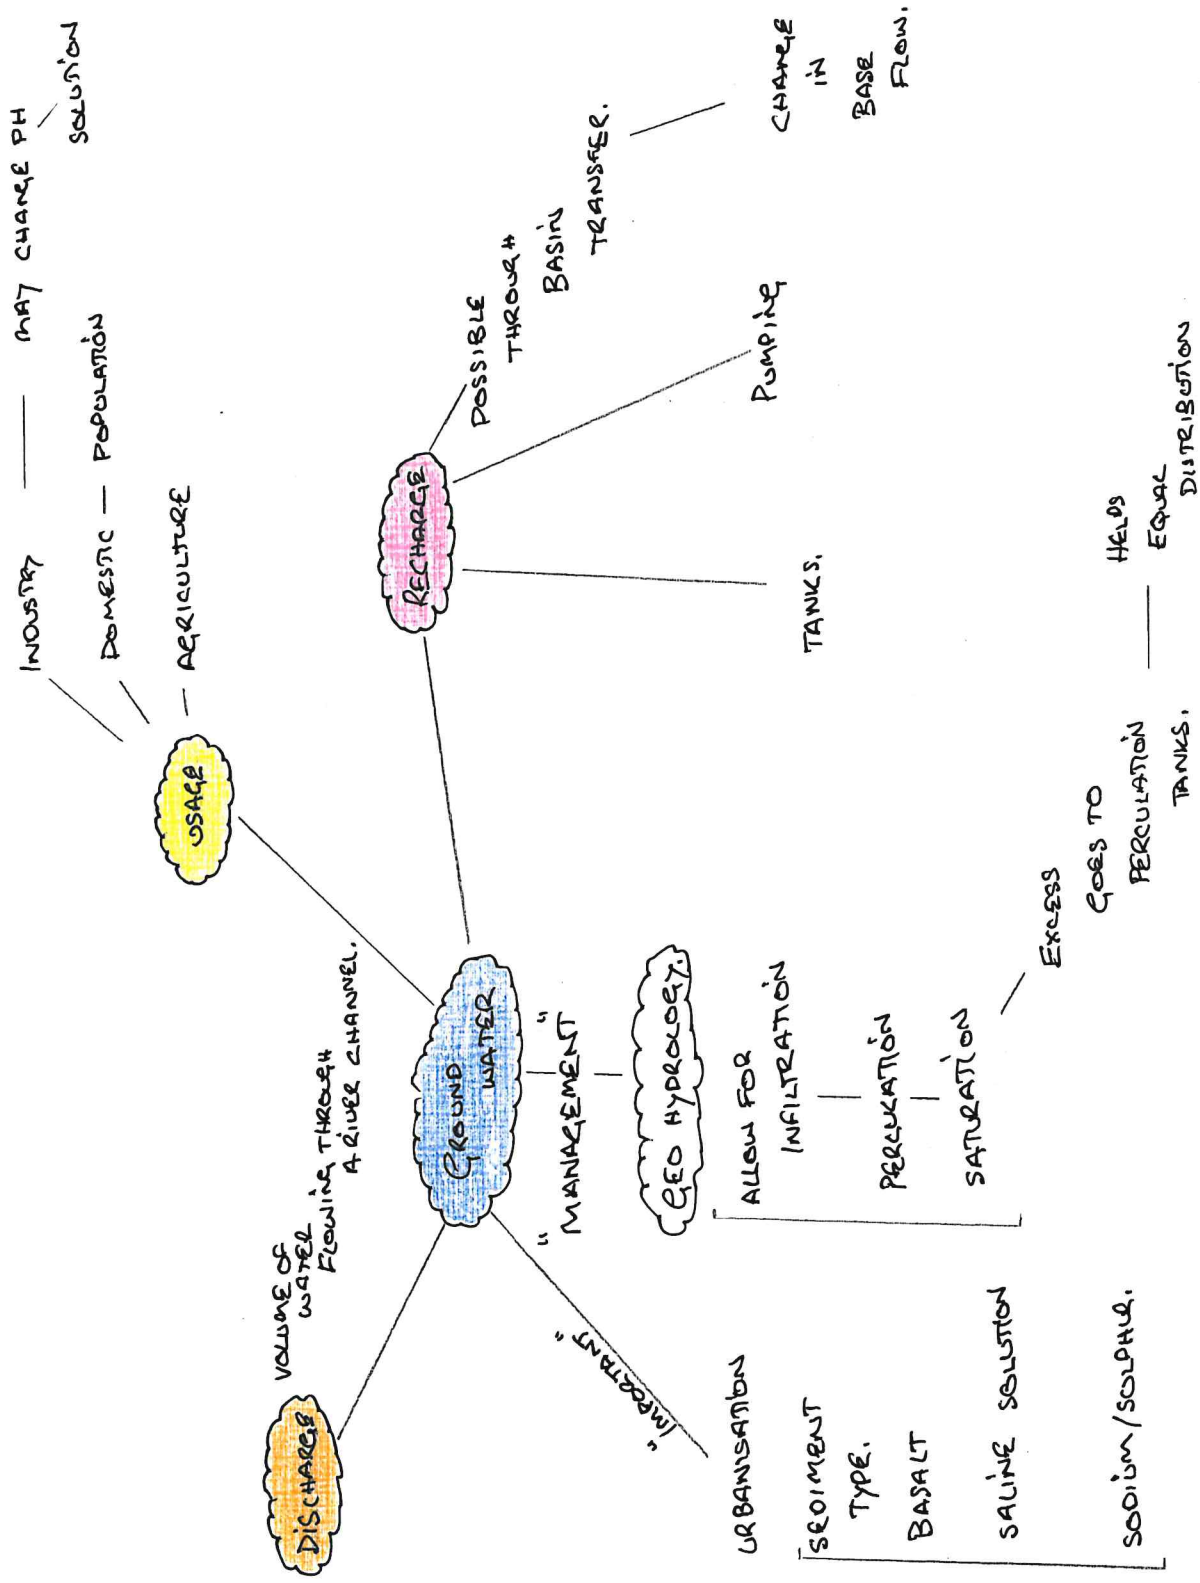 DISCHARGE
VOLUME OF
WATER
FLOWING THROUGH
A RIVER CHANNEL.
USAGE
INDUSTRY — MAY CHANGE PH
SOLUTION
DOMESTIC — POPULATION
AGRICULTURE
GROUND
WATER
RECHARGE
POSSIBLE
THROUGH
BASIN
TRANSFER.
CHANGE
IN
BASE
FLOW.
PUMPING
TANKS.
"IMPORTANT"
URBANISATION
SEDIMENT
TYPE.
BASALT
SALINE SOLUTION
SODIUM/SULPHUR.
"MANAGEMENT"
GEO HYDROLOGY.
ALLOW FOR
INFILTRATION
PERCULATION
SATURATION
EXCESS
GOES TO
PERCULATION
TANKS.
HELPS
EQUAL
DISTRIBUTION